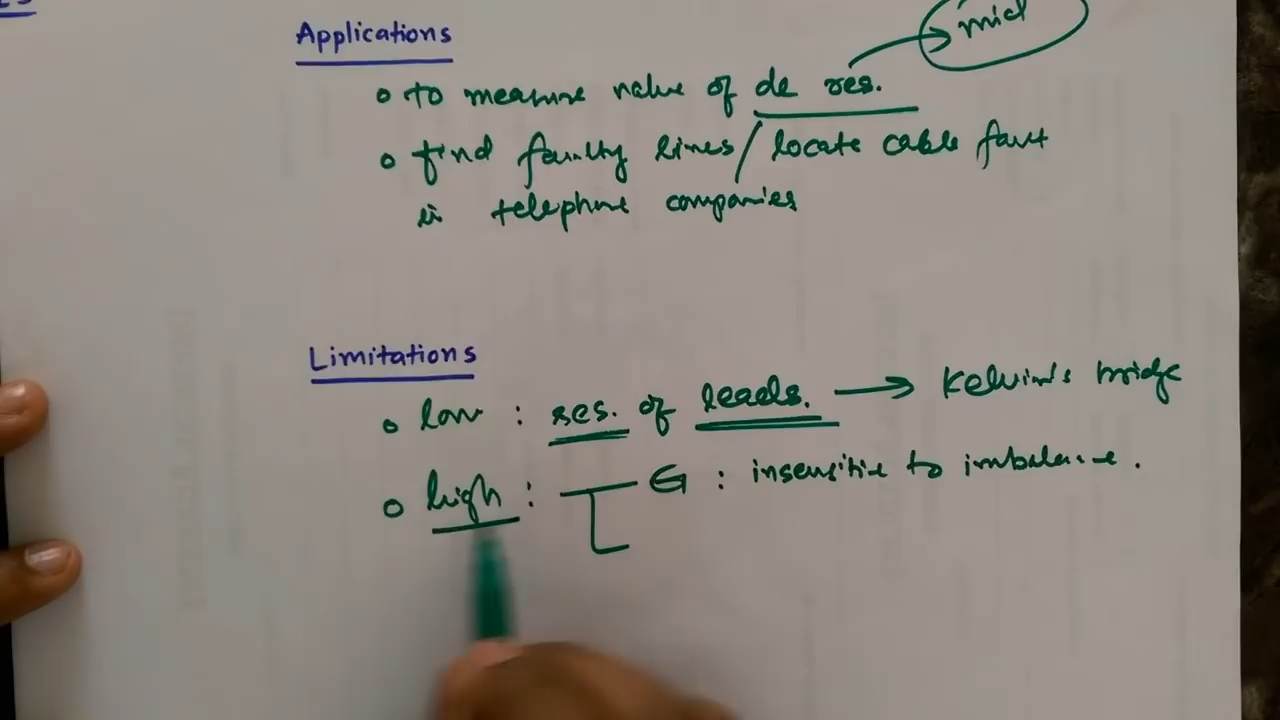 mid
Applications
o to measure value of dc res.
o find faulty lines / locate cable fault
in telephone companies
Limitations
o low : res. of leads. → Kelvin's bridge
o high : G : insensitive to imbalance.